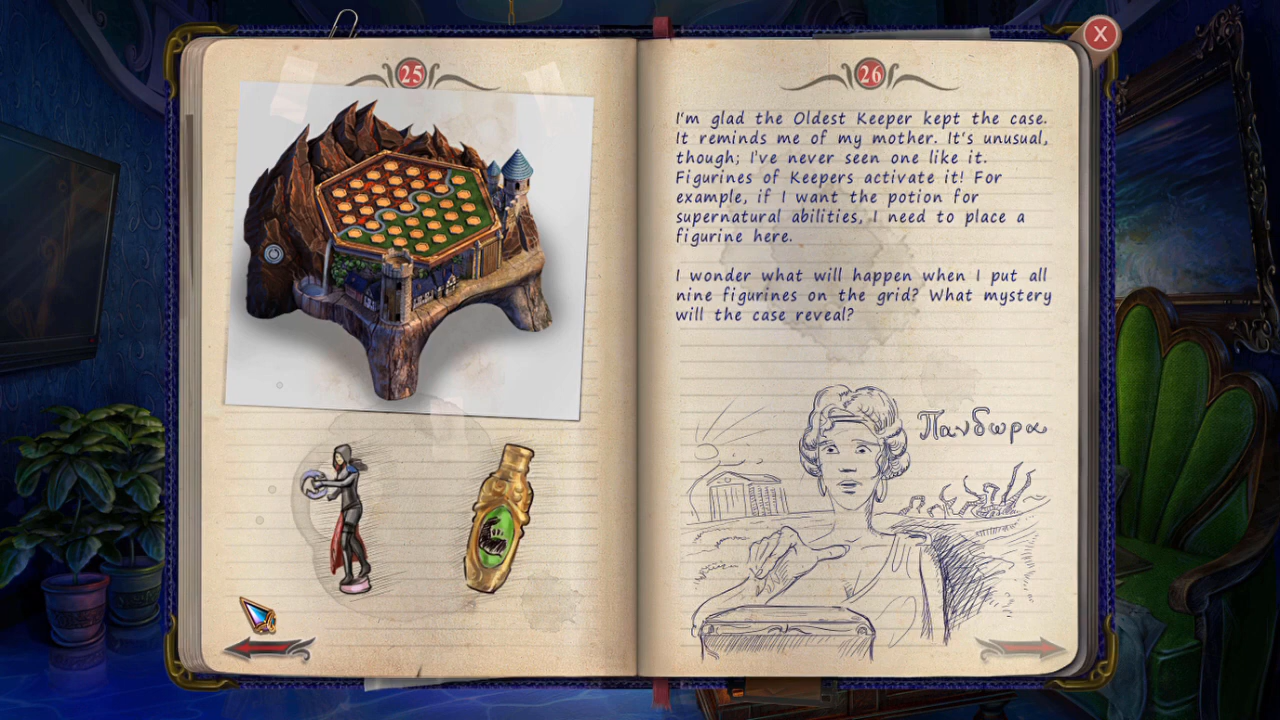 25
26
I'm glad the Oldest Keeper kept the case.
It reminds me of my mother. It's unusual,
though; I've never seen one like it.
Figurines of Keepers activate it! For
example, if I want the potion for
supernatural abilities, I need to place a
figurine here.
I wonder what will happen when I put all
nine figurines on the grid? What mystery
will the case reveal?
Πανδωρα
X